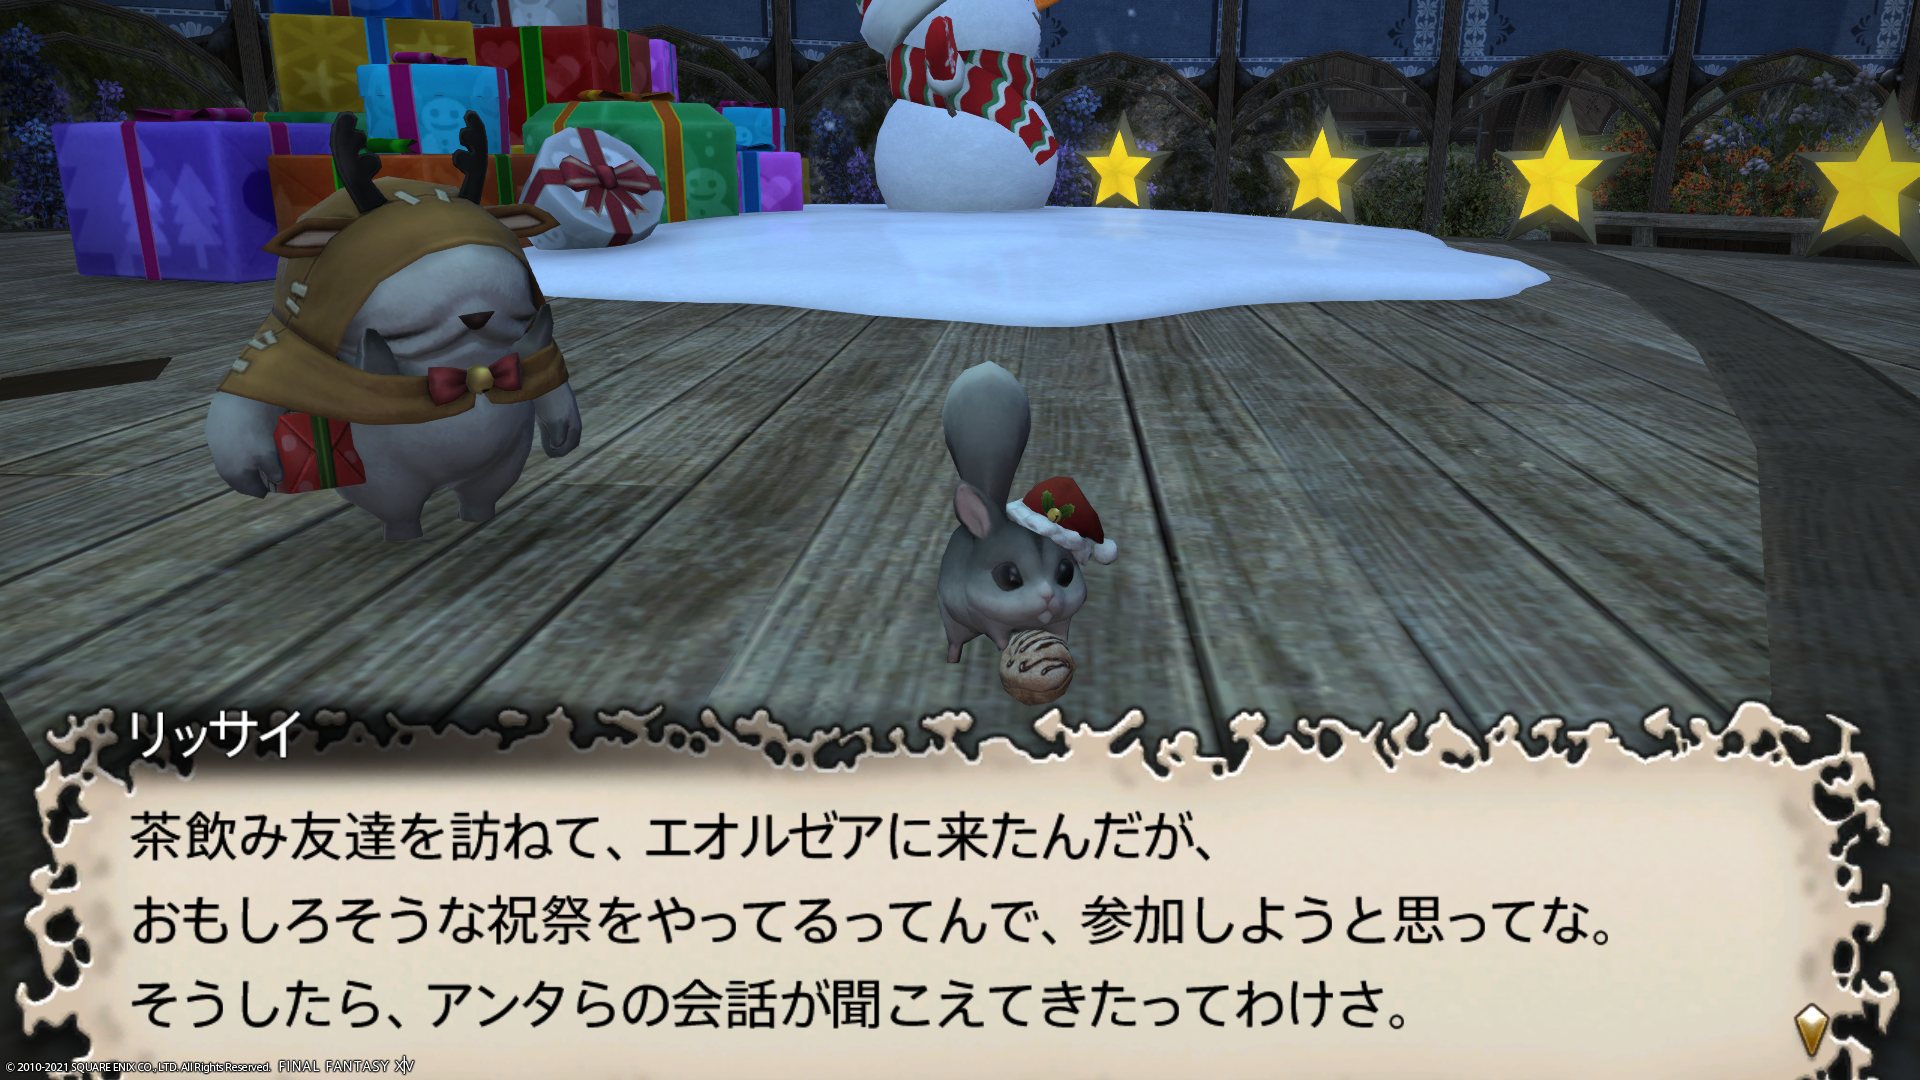 リッサイ
茶飲み友達を訪ねて、エオルゼアに来たんだが、
おもしろそうな祝祭をやってるってんで、参加しようと思ってな。
そうしたら、アンタらの会話が聞こえてきたってわけさ。
© 2010-2021 SQUARE ENIX CO., LTD. All Rights Reserved. FINAL FANTASY XIV